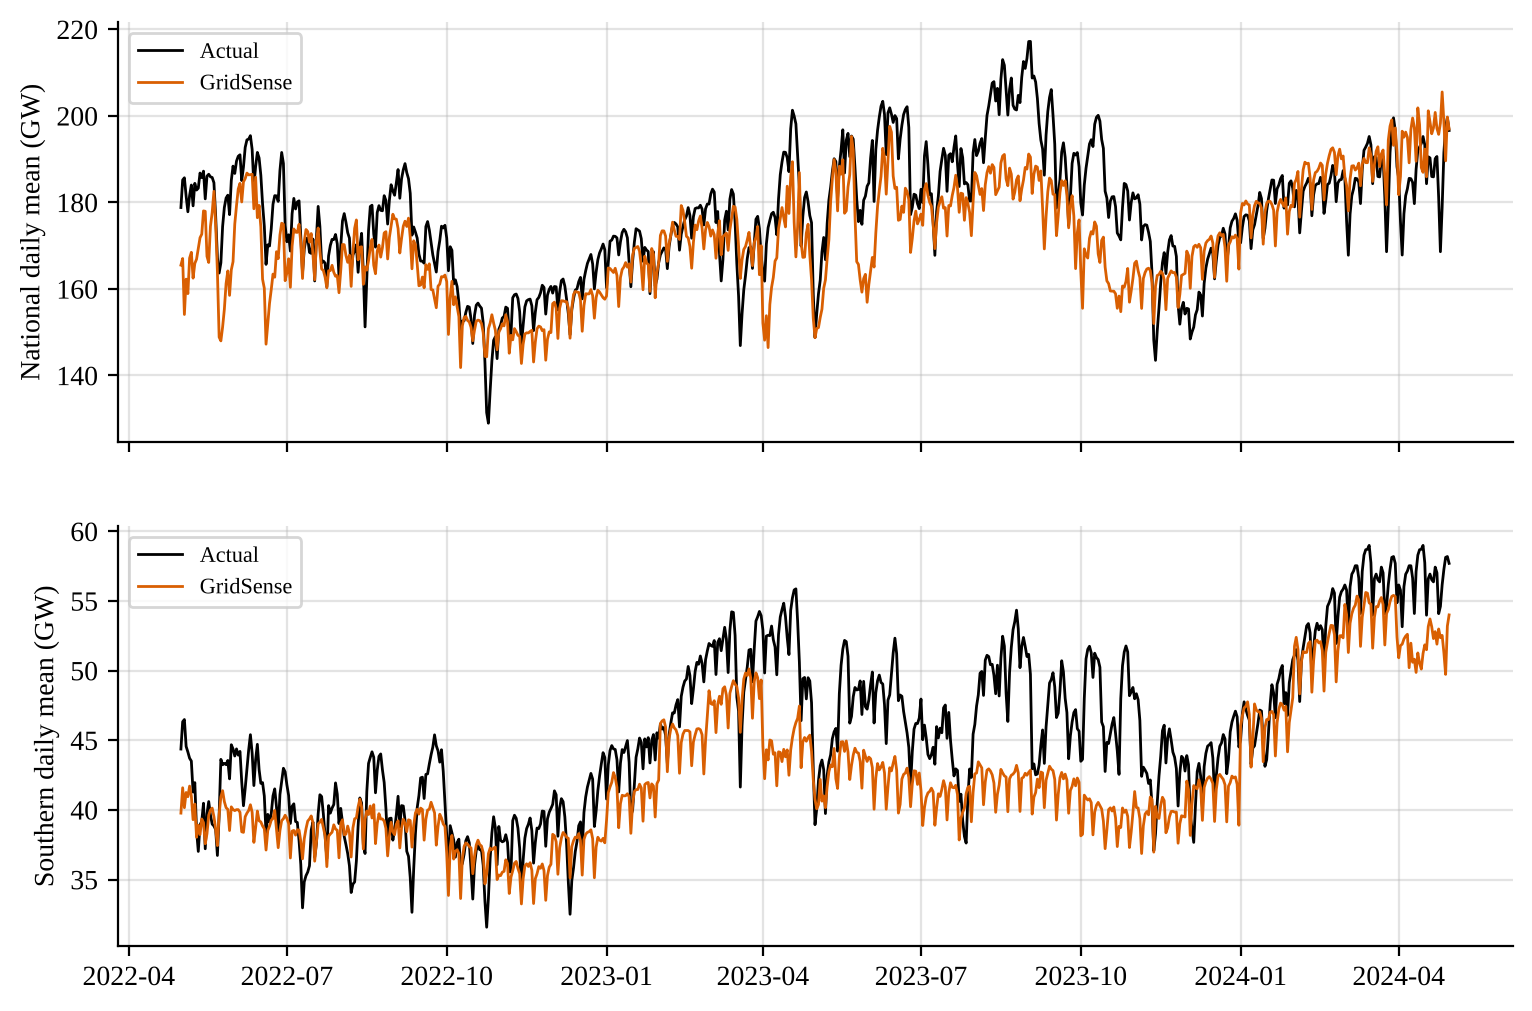 National daily mean (GW)
220
200
180
160
140
Actual
GridSense
Southern daily mean (GW)
60
55
50
45
40
35
Actual
GridSense
2022-04 2022-07 2022-10 2023-01 2023-04 2023-07 2023-10 2024-01 2024-04